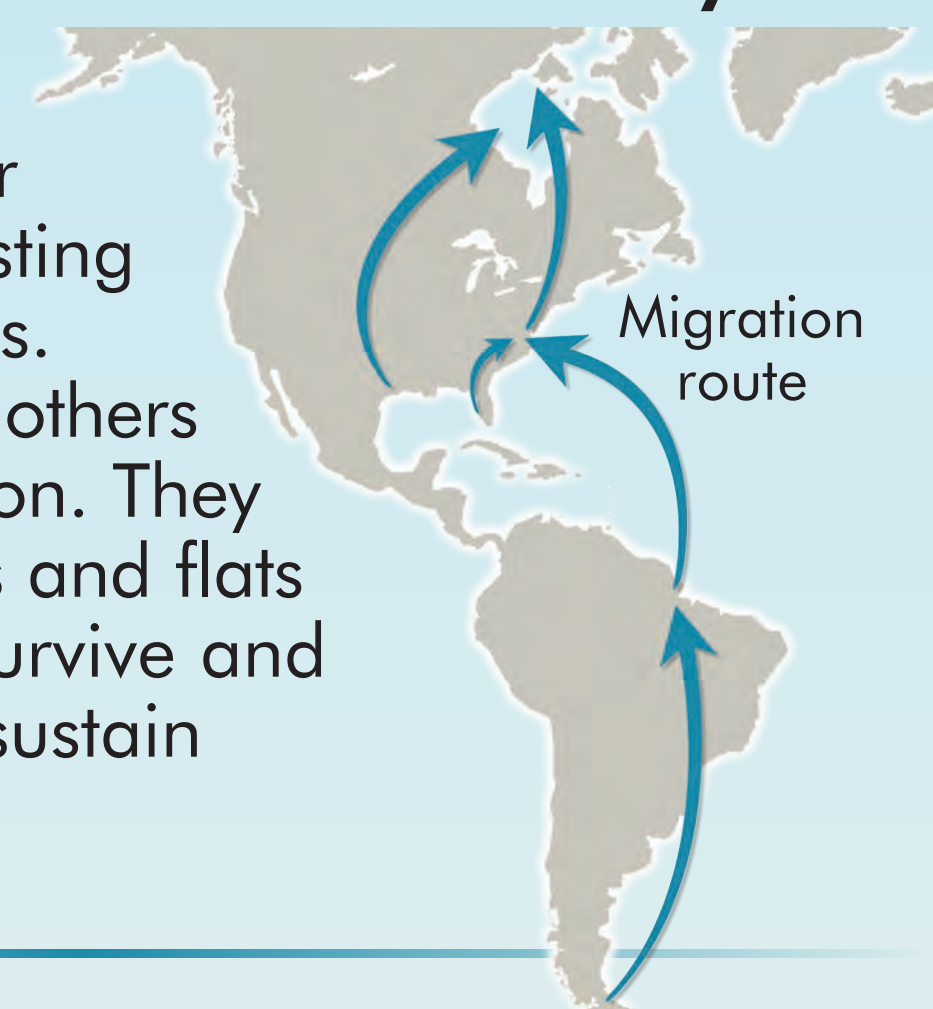 r
sting
s.
others
on. They
s and flats
urvive and
sustain
Migration
route